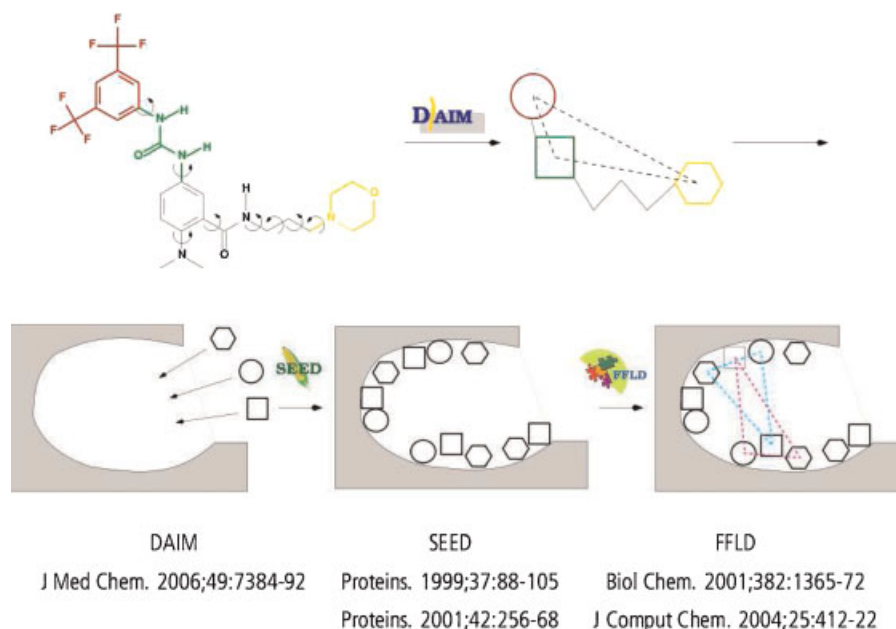 F
F
F
F
F
F
N
H
O
N
H
H
N
O
N
O
N
DAIM
SEED
FFLD
DAIM SEED FFLD
J Med Chem. 2006;49:7384-92 Proteins. 1999;37:88-105 Biol Chem. 2001;382:1365-72
Proteins. 2001;42:256-68 J Comput Chem. 2004;25:412-22